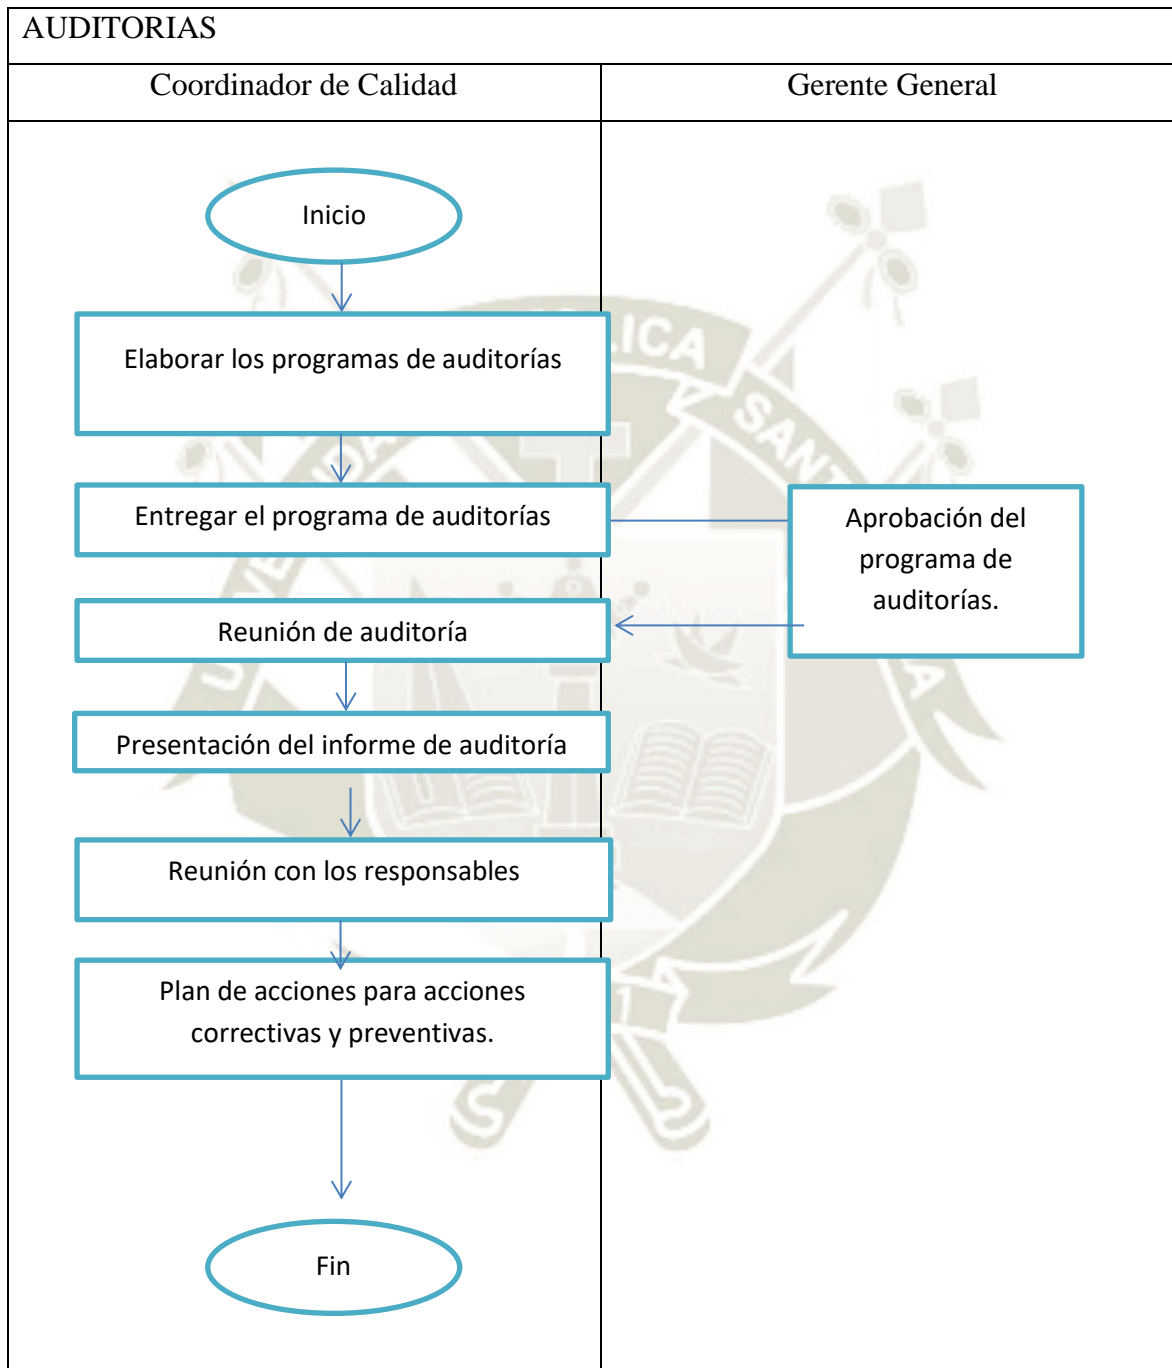 AUDITORIAS
Coordinador de Calidad
Gerente General
Inicio
Elaborar los programas de auditorías
Entregar el programa de auditorías
Aprobación del
programa de
auditorías.
Reunión de auditoría
Presentación del informe de auditoría
Reunión con los responsables
Plan de acciones para acciones
correctivas y preventivas.
Fin